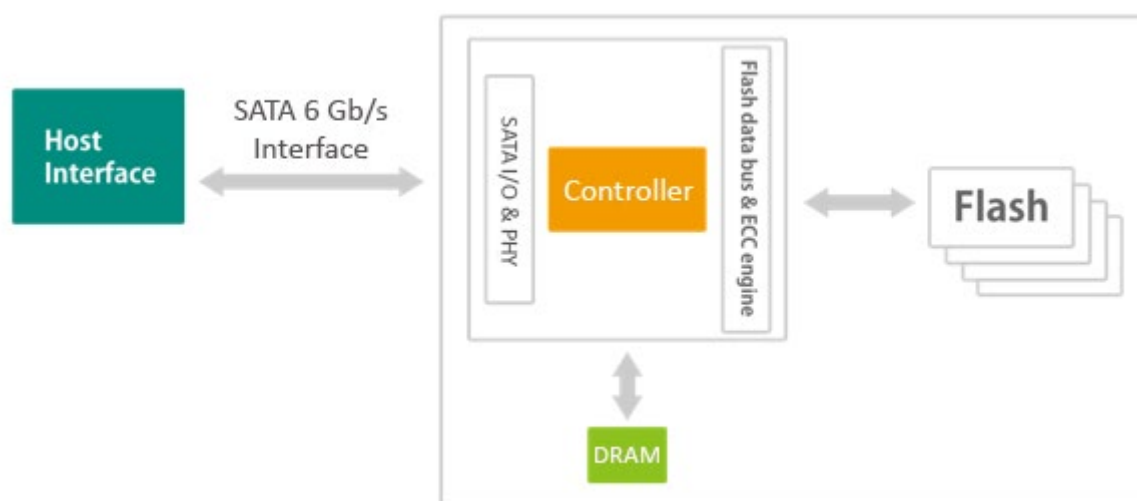 Host
Interface
SATA 6 Gb/s
Interface
SATA I/O & PHY
Controller
Flash data bus & ECC engine
Flash
DRAM